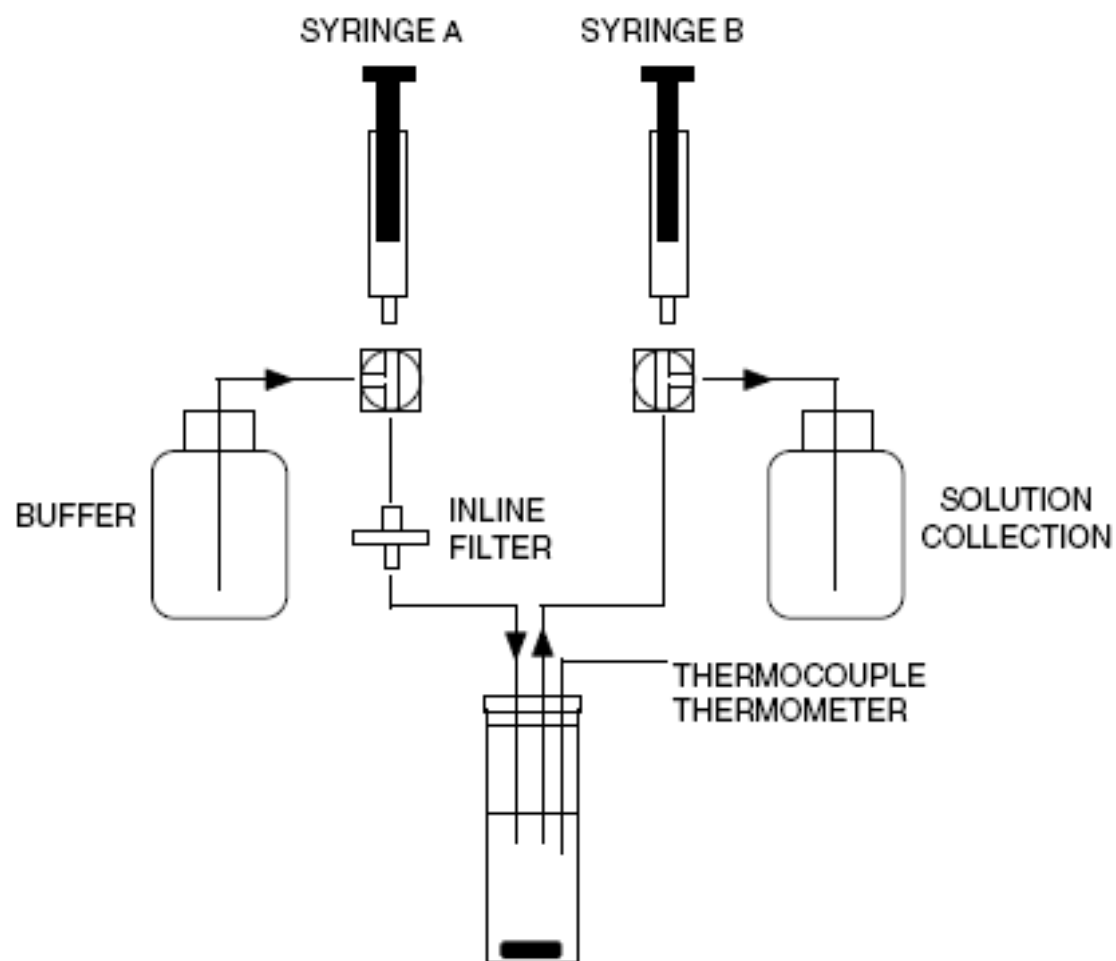 SYRINGE A
SYRINGE B
BUFFER
INLINE
FILTER
SOLUTION
COLLECTION
THERMOCOUPLE
THERMOMETER